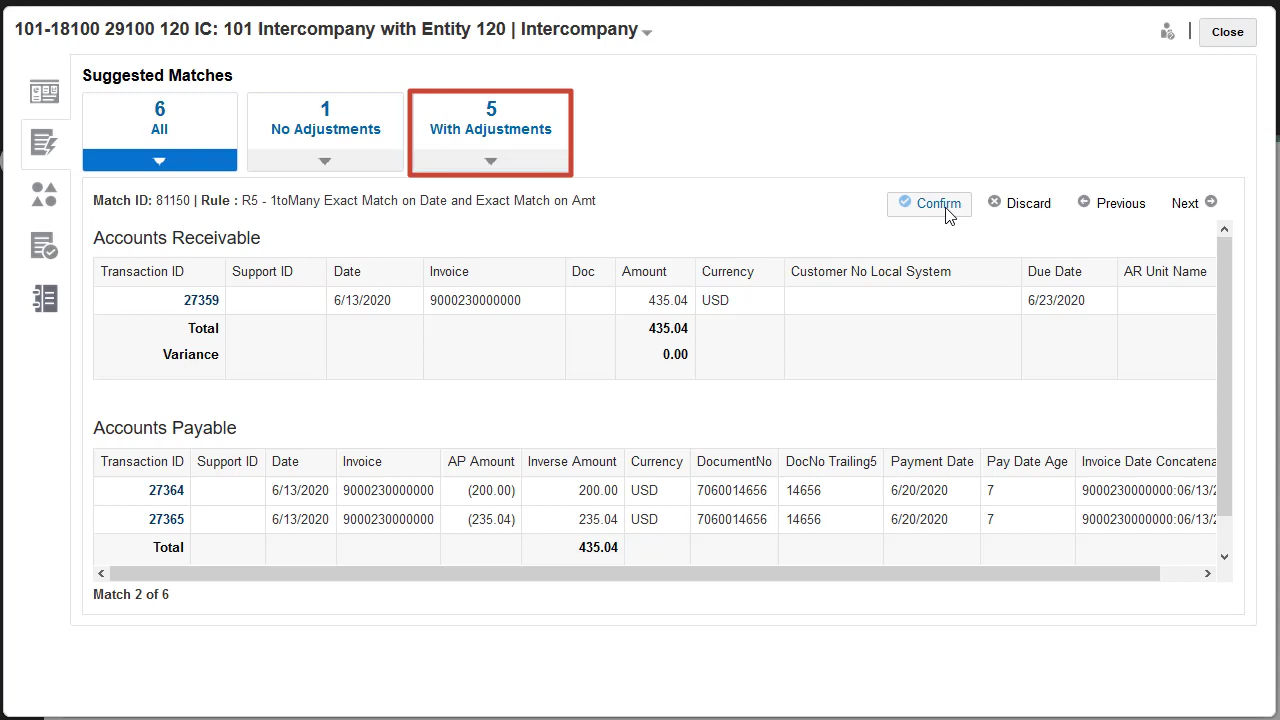 101-18100 29100 120 IC: 101 Intercompany with Entity 120 | Intercompany
Close
Suggested Matches
6 1 5
All No Adjustments With Adjustments
Match ID: 81150 | Rule : R5 - 1toMany Exact Match on Date and Exact Match on Amt Confirm Discard Previous Next
Accounts Receivable
Transaction ID Support ID Date Invoice Doc Amount Currency Customer No Local System Due Date AR Unit Name
27359 6/13/2020 9000230000000 435.04 USD 6/23/2020
Total 435.04
Variance 0.00
Accounts Payable
Transaction ID Support ID Date Invoice AP Amount Inverse Amount Currency DocumentNo DocNo Trailing5 Payment Date Pay Date Age Invoice Date Concatena
27364 6/13/2020 9000230000000 (200.00) 200.00 USD 7060014656 14656 6/20/2020 7 9000230000000:06/13/2
27365 6/13/2020 9000230000000 (235.04) 235.04 USD 7060014656 14656 6/20/2020 7 9000230000000:06/13/2
Total 435.04
Match 2 of 6